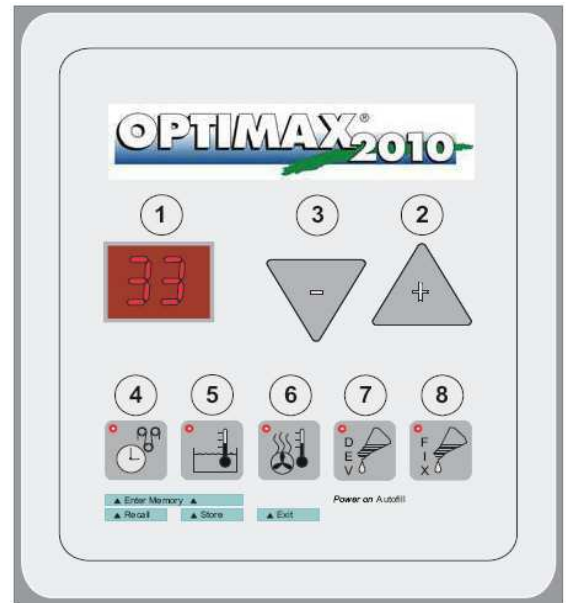 OPTIMAX® 2010
1 3 2
33 - +
4 5 6 7 8
DEV FIX
▲ Enter Memory ▲ Power on Autofill
▲ Recall ▲ Store ▲ Exit